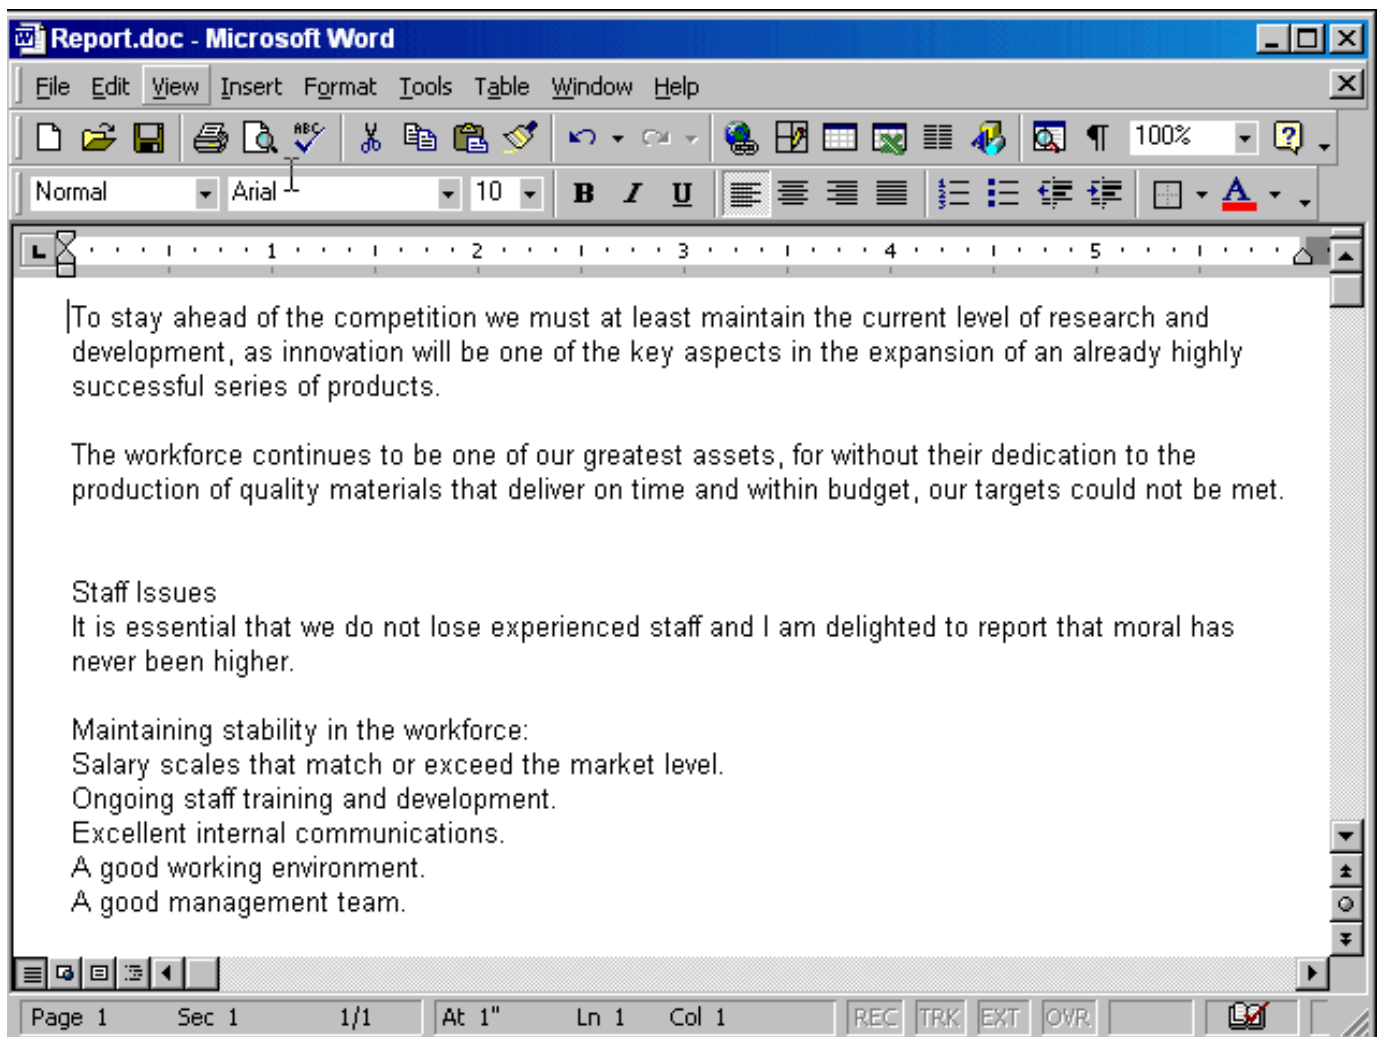 Report.doc - Microsoft Word
File Edit View Insert Format Tools Table Window Help
ABC 100%
Normal Arial 10 B I U A
L 1 2 3 4 5
To stay ahead of the competition we must at least maintain the current level of research and
development, as innovation will be one of the key aspects in the expansion of an already highly
successful series of products.
The workforce continues to be one of our greatest assets, for without their dedication to the
production of quality materials that deliver on time and within budget, our targets could not be met.
Staff Issues
It is essential that we do not lose experienced staff and I am delighted to report that moral has
never been higher.
Maintaining stability in the workforce:
Salary scales that match or exceed the market level.
Ongoing staff training and development.
Excellent internal communications.
A good working environment.
A good management team.
Page 1 Sec 1 1/1 At 1" Ln 1 Col 1 REC TRK EXT OVR